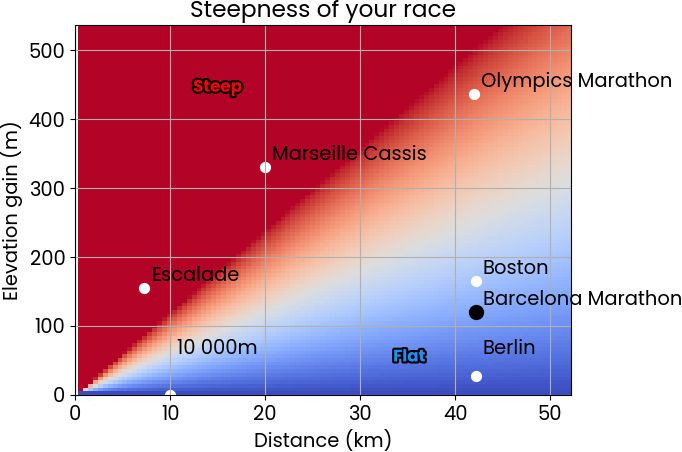 Steepness of your race
Elevation gain (m)
500
400
300
200
100
0
Steep
Olympics Marathon
Marseille Cassis
Escalade
Boston
Barcelona Marathon
10 000m
Flat
Berlin
0 10 20 30 40 50
Distance (km)